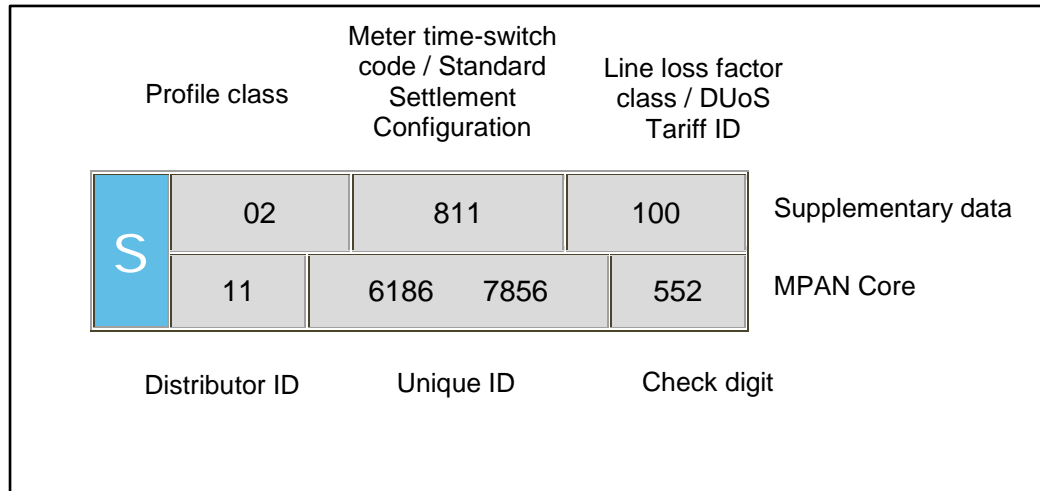 Profile class
Meter time-switch
code / Standard
Settlement
Configuration
Line loss factor
class / DUoS
Tariff ID
S
02 811 100
Supplementary data
11 6186 7856 552
MPAN Core
Distributor ID
Unique ID
Check digit